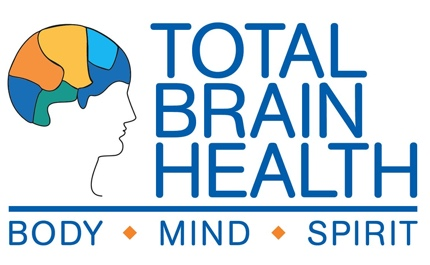 TOTAL
BRAIN
HEALTH
BODY ◆ MIND ◆ SPIRIT